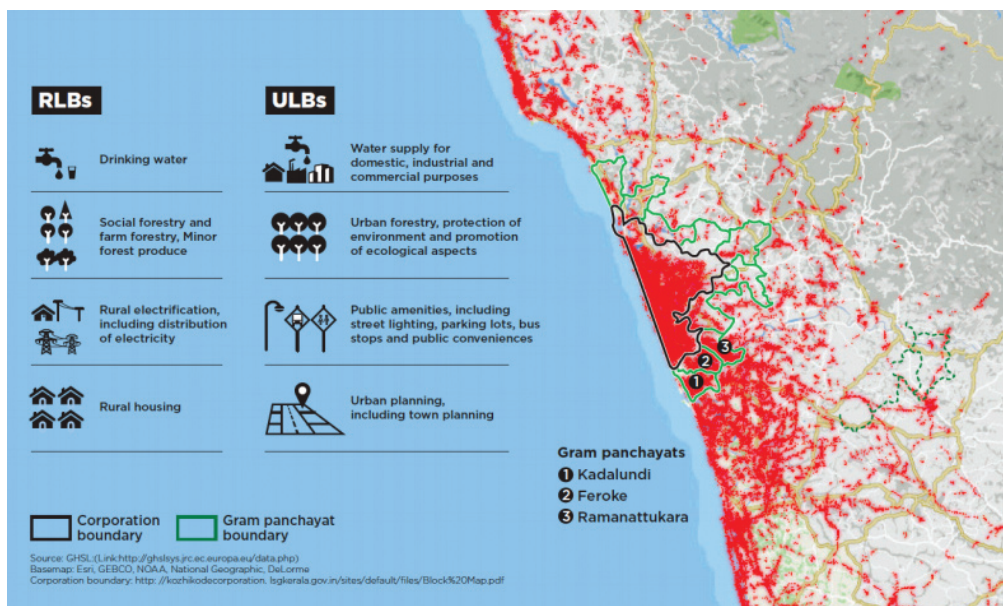 RLBs
Drinking water
Social forestry and
farm forestry, Minor
forest produce
Rural electrification,
including distribution
of electricity
Rural housing
ULBs
Water supply for
domestic, industrial and
commercial purposes
Urban forestry, protection of
environment and promotion
of ecological aspects
Public amenities, including
street lighting, parking lots, bus
stops and public conveniences
Urban planning,
including town planning
3
2
1
Gram panchayats
1 Kadalundi
2 Feroke
3 Ramanattukara
Corporation
boundary
Gram panchayat
boundary
Source: GHSL:(Link:http://ghslsys.jrc.ec.europa.eu/data.php)
Basemap: Esri, GEBCO, NOAA, National Geographic, DeLorme
Corporation boundary: http: //kozhikodecorporation. lsgkerala.gov.in/sites/default/files/Block%20Map.pdf